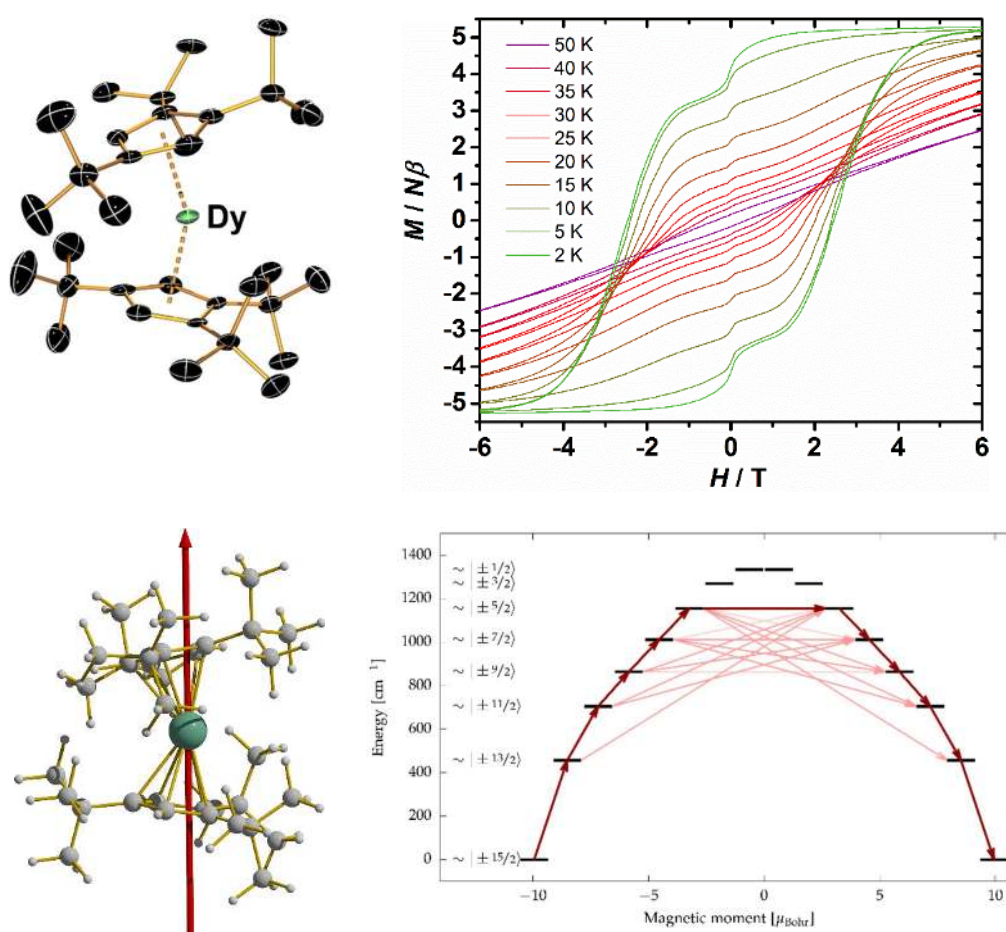 Dy
M / Nβ
5
4
3
2
1
0
-1
-2
-3
-4
-5
50 K
40 K
35 K
30 K
25 K
20 K
15 K
10 K
5 K
2 K
-6
-4
-2
0
2
4
6
H / T
Energy [cm⁻¹]
1400
1200
1000
800
600
400
200
0
~ | ± 1/2⟩
~ | ± 3/2⟩
~ | ± 5/2⟩
~ | ± 7/2⟩
~ | ± 9/2⟩
~ | ± 11/2⟩
~ | ± 13/2⟩
~ | ± 15/2⟩
−10
−5
0
5
10
Magnetic moment [μBohr]